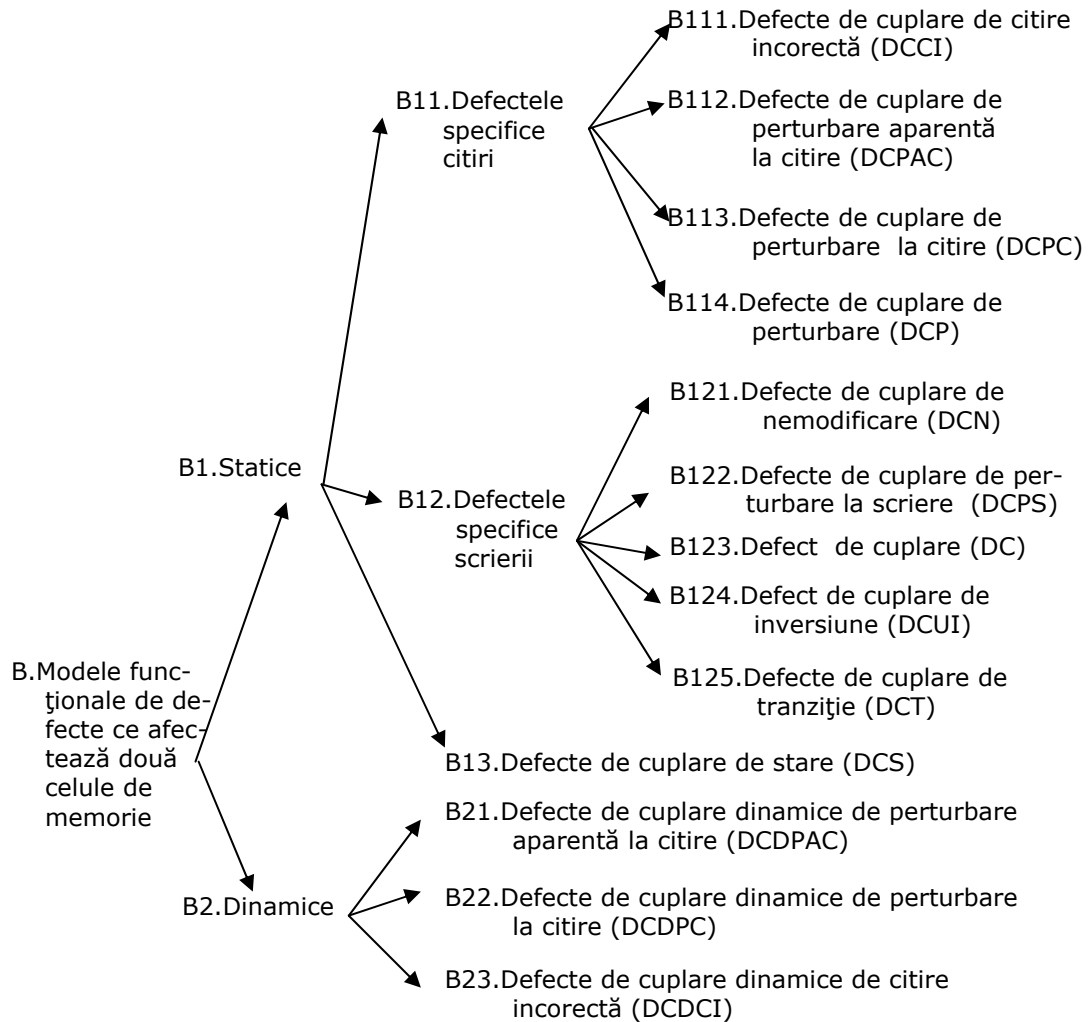 B111.Defecte de cuplare de citire
incorectă (DCCI)
B11.Defectele
specifice
citiri
B112.Defecte de cuplare de
perturbare aparentă
la citire (DCPAC)
B113.Defecte de cuplare de
perturbare la citire (DCPC)
B114.Defecte de cuplare de
perturbare (DCP)
B121.Defecte de cuplare de
nemodificare (DCN)
B1.Statice
B12.Defectele
specifice
scrierii
B122.Defecte de cuplare de per-
turbare la scriere (DCPS)
B123.Defect de cuplare (DC)
B124.Defect de cuplare de
inversiune (DCUI)
B125.Defecte de cuplare de
tranziţie (DCT)
B.Modele func-
ţionale de de-
fecte ce afec-
tează două
celule de
memorie
B13.Defecte de cuplare de stare (DCS)
B21.Defecte de cuplare dinamice de perturbare
aparentă la citire (DCDPAC)
B2.Dinamice
B22.Defecte de cuplare dinamice de perturbare
la citire (DCDPC)
B23.Defecte de cuplare dinamice de citire
incorectă (DCDCI)